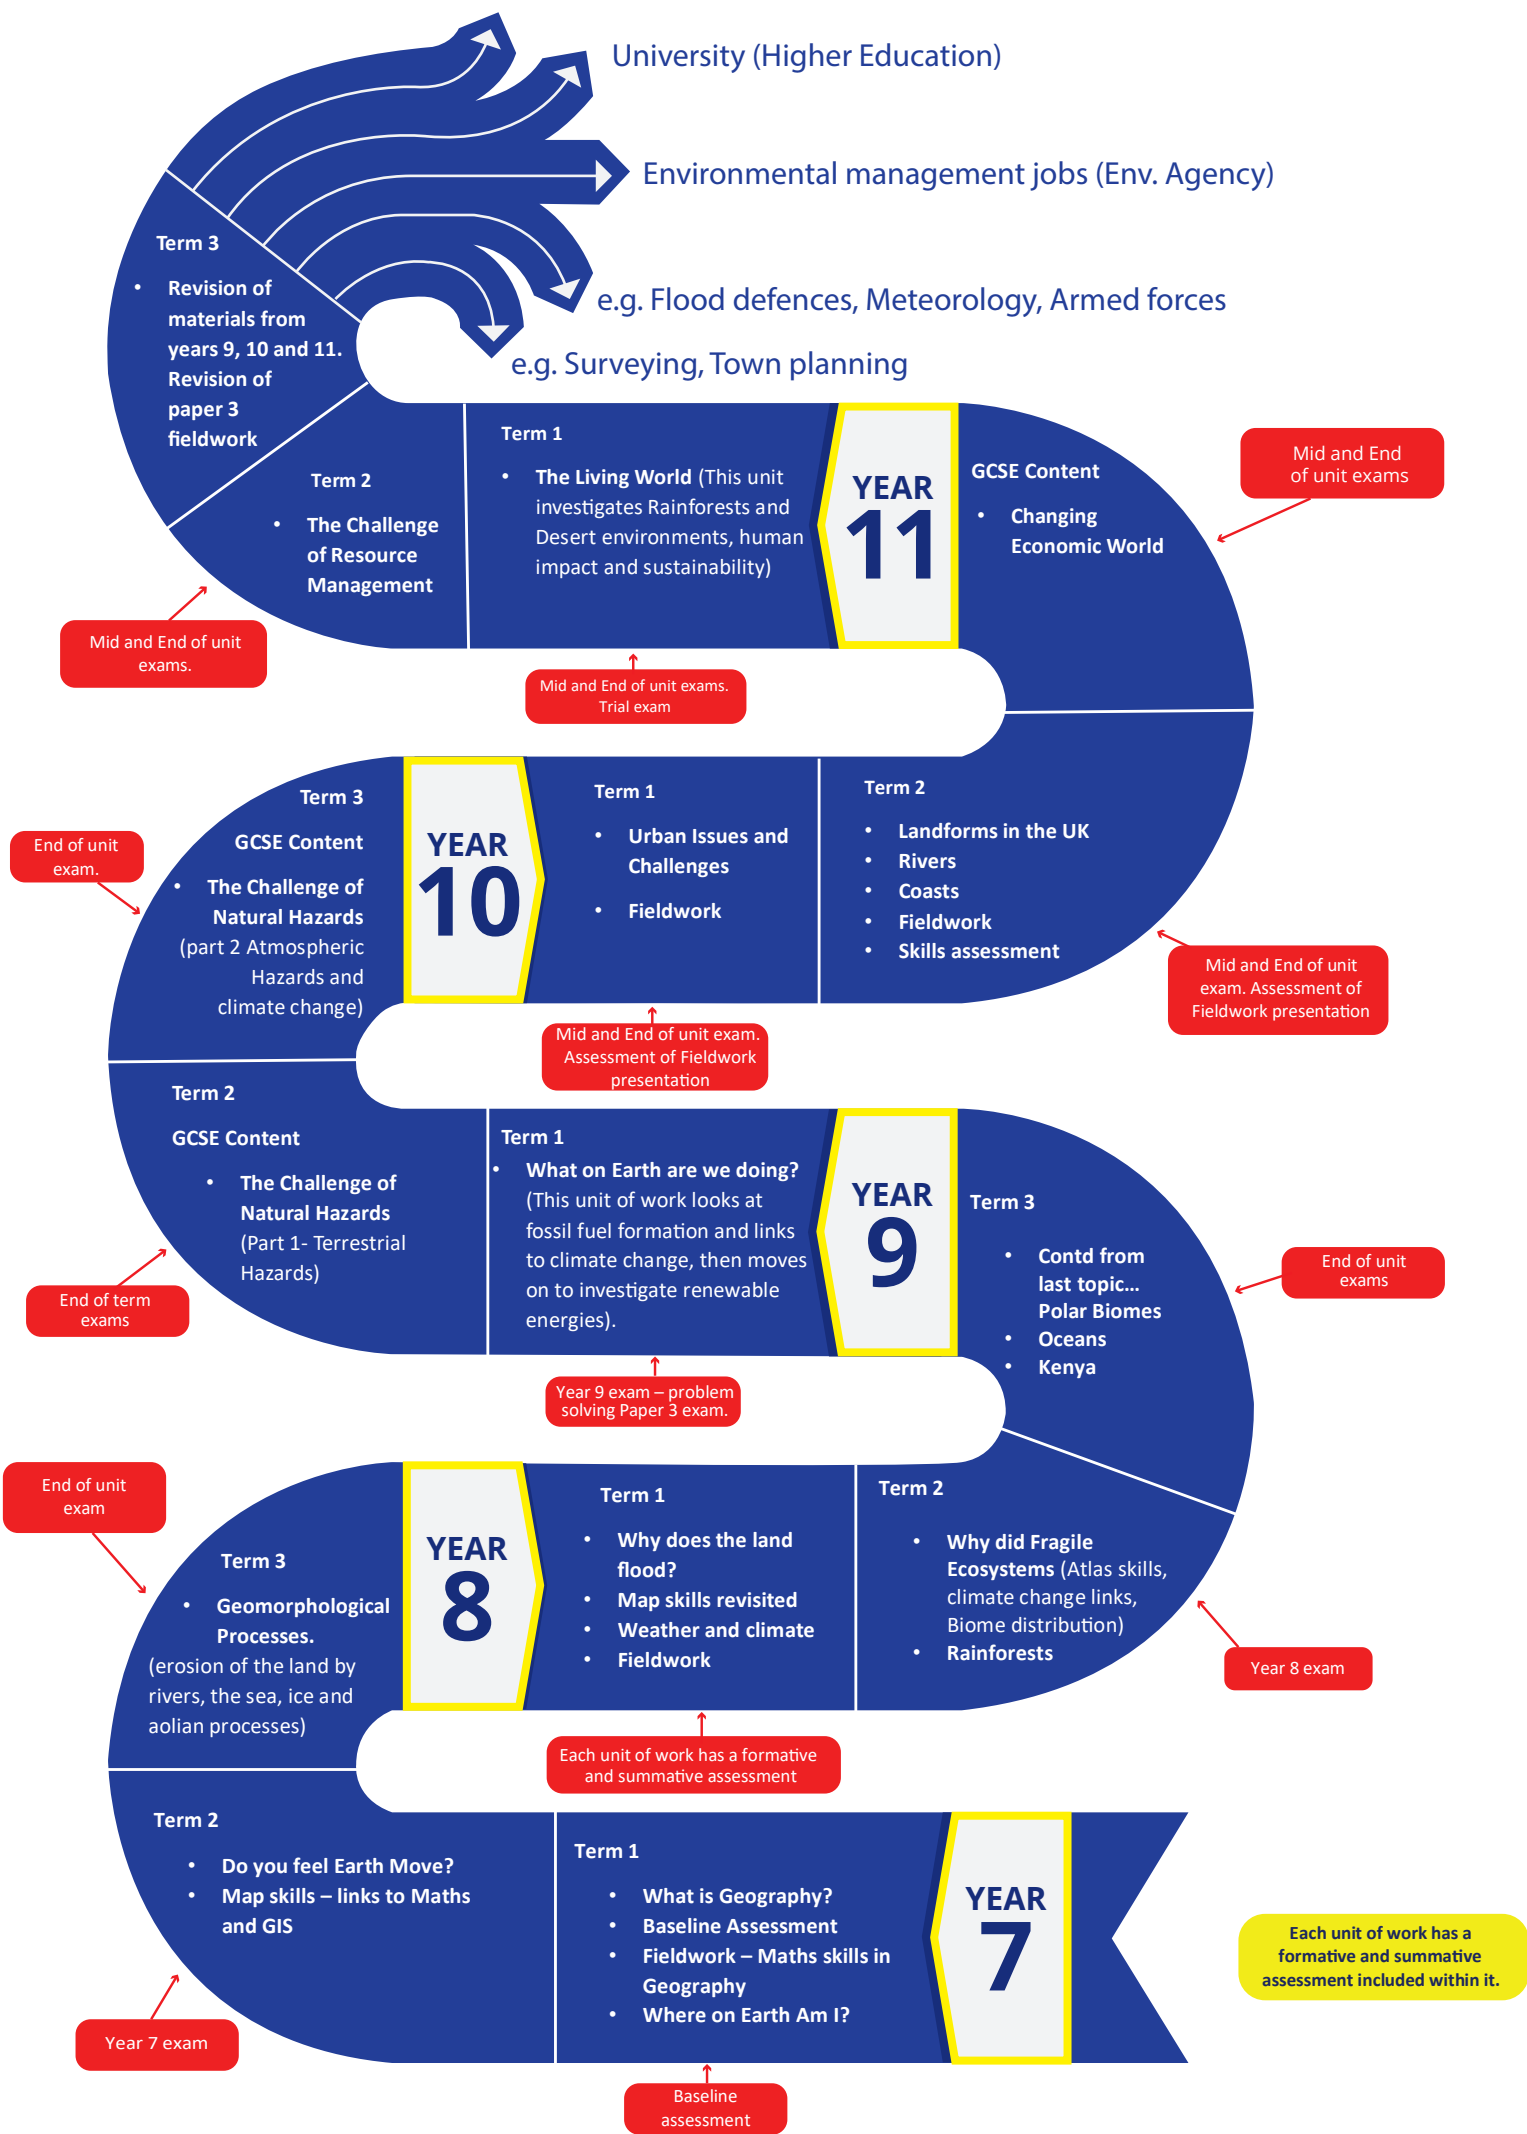 University (Higher Education)
Environmental management jobs (Env. Agency)
e.g. Flood defences, Meteorology, Armed forces
e.g. Surveying, Town planning
Term 3
• Revision of
materials from
years 9, 10 and 11.
Revision of
paper 3
fieldwork
Term 2
• The Challenge
of Resource
Management
Term 1
• The Living World (This unit
investigates Rainforests and
Desert environments, human
impact and sustainability)
YEAR
11
GCSE Content
• Changing
Economic World
Mid and End
of unit exams
Mid and End of unit
exams.
Mid and End of unit exams.
Trial exam
Term 3
GCSE Content
• The Challenge of
Natural Hazards
(part 2 Atmospheric
Hazards and
climate change)
End of unit
exam.
YEAR
10
Term 1
• Urban Issues and
Challenges
• Fieldwork
Term 2
• Landforms in the UK
• Rivers
• Coasts
• Fieldwork
• Skills assessment
Mid and End of unit
exam. Assessment of
Fieldwork presentation
Mid and End of unit exam.
Assessment of Fieldwork
presentation
Term 2
GCSE Content
• The Challenge of
Natural Hazards
(Part 1- Terrestrial
Hazards)
End of term
exams
Term 1
• What on Earth are we doing?
(This unit of work looks at
fossil fuel formation and links
to climate change, then moves
on to investigate renewable
energies).
YEAR
9
Term 3
• Contd from
last topic...
Polar Biomes
• Oceans
• Kenya
End of unit
exams
Year 9 exam – problem
solving Paper 3 exam.
End of unit
exam
Term 3
• Geomorphological
Processes.
(erosion of the land by
rivers, the sea, ice and
aolian processes)
YEAR
8
Term 1
• Why does the land
flood?
• Map skills revisited
• Weather and climate
• Fieldwork
Term 2
• Why did Fragile
Ecosystems (Atlas skills,
climate change links,
Biome distribution)
• Rainforests
Year 8 exam
Each unit of work has a formative
and summative assessment
Term 2
• Do you feel Earth Move?
• Map skills – links to Maths
and GIS
Term 1
• What is Geography?
• Baseline Assessment
• Fieldwork – Maths skills in
Geography
• Where on Earth Am I?
YEAR
7
Each unit of work has a
formative and summative
assessment included within it.
Year 7 exam
Baseline
assessment